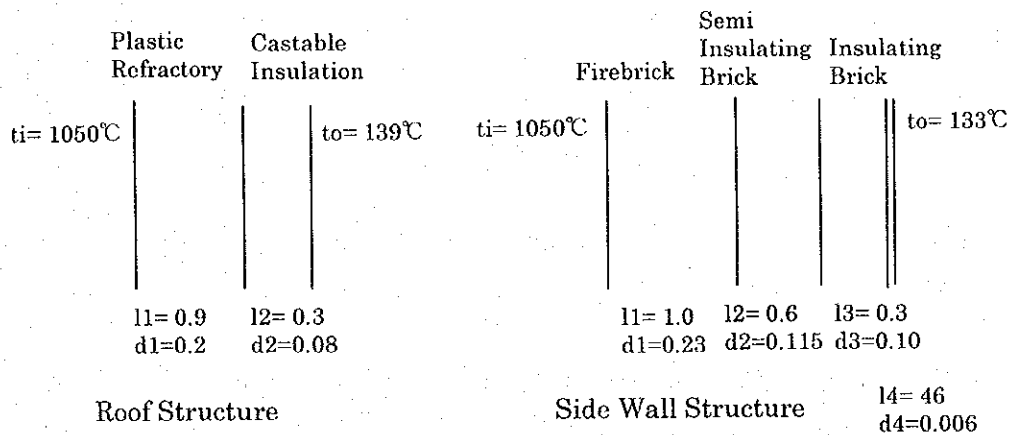 Plastic
Refractory
Castable
Insulation
ti= 1050℃
to= 139℃
l1= 0.9
d1=0.2
l2= 0.3
d2=0.08
Roof Structure
Firebrick
Semi
Insulating
Brick
Insulating
Brick
ti= 1050℃
to= 133℃
l1= 1.0
d1=0.23
l2= 0.6
d2=0.115
l3= 0.3
d3=0.10
Side Wall Structure
l4= 46
d4=0.006